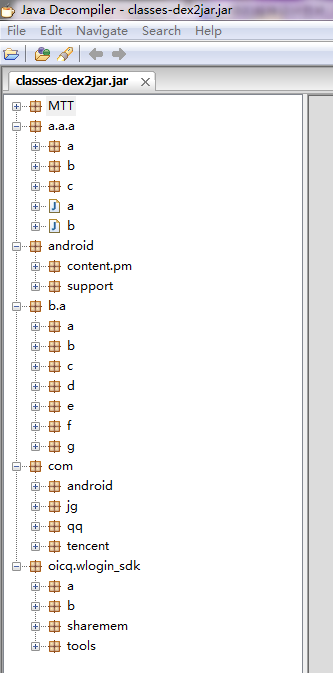 Java Decompiler - classes-dex2jar.jar
File Edit Navigate Search Help
classes-dex2jar.jar
MTT
a.a.a
a
b
c
a
b
android
content.pm
support
b.a
a
b
c
d
e
f
g
com
android
jg
qq
tencent
oicq.wlogin_sdk
a
b
sharemem
tools